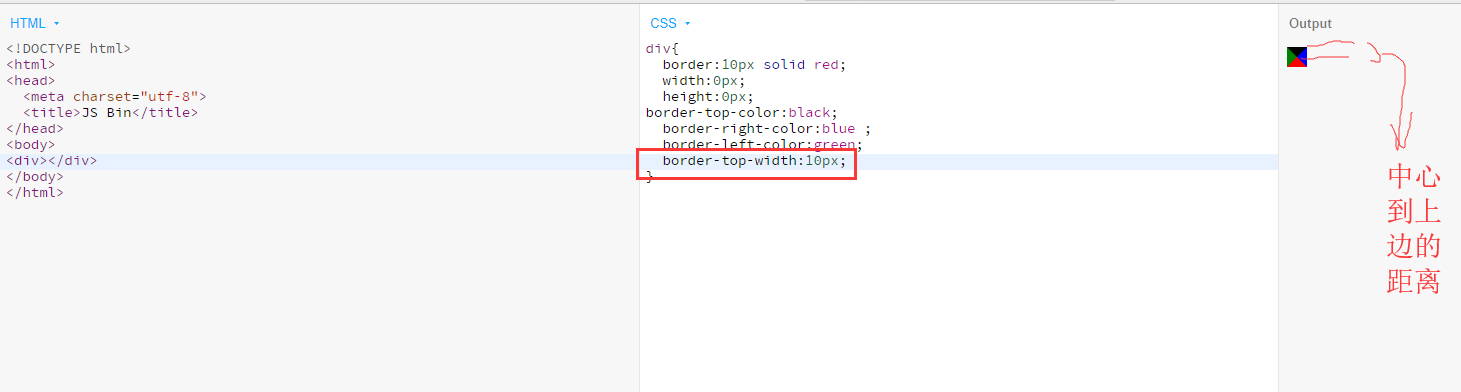 HTML
<!DOCTYPE html>
<html>
<head>
  <meta charset="utf-8">
  <title>JS Bin</title>
</head>
<body>
<div></div>
</body>
</html>
CSS
div{
  border:10px solid red;
  width:0px;
  height:0px;
border-top-color:black;
  border-right-color:blue ;
  border-left-color:green;
  border-top-width:10px;
}
Output
中心
到上
边的
距离